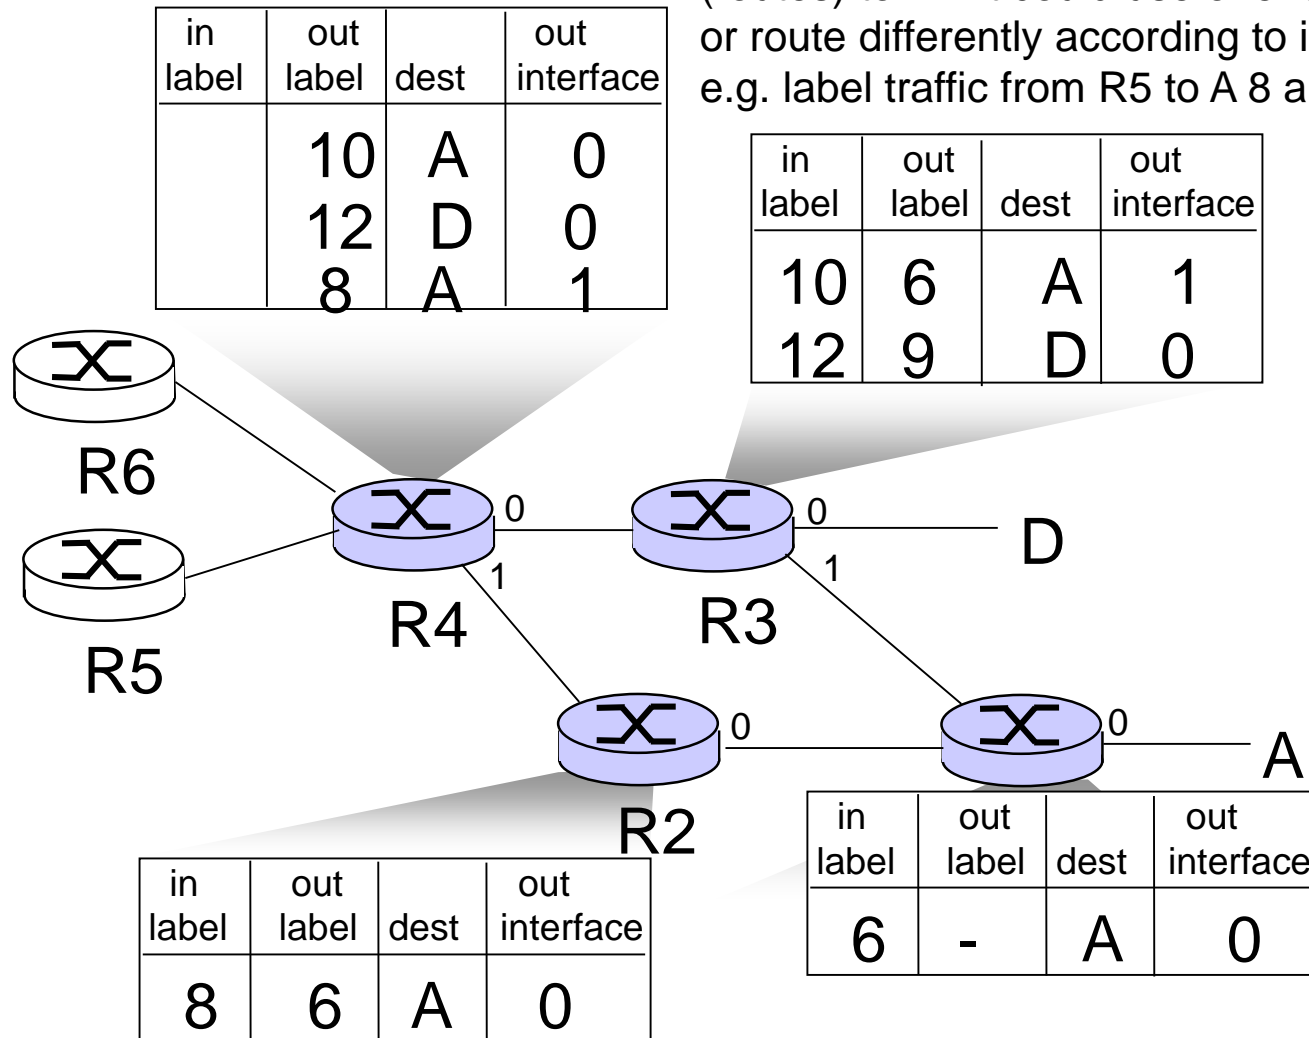 or route differently according to
e.g. label traffic from R5 to A 8
in out out
label label dest interface
10 A 0
12 D 0
8 A 1
in out out
label label dest interface
10 6 A 1
12 9 D 0
R6
R5
R4
0
1
R3
0
1
D
R2
0
0
A
in out out
label label dest interface
6 - A 0
in out out
label label dest interface
8 6 A 0